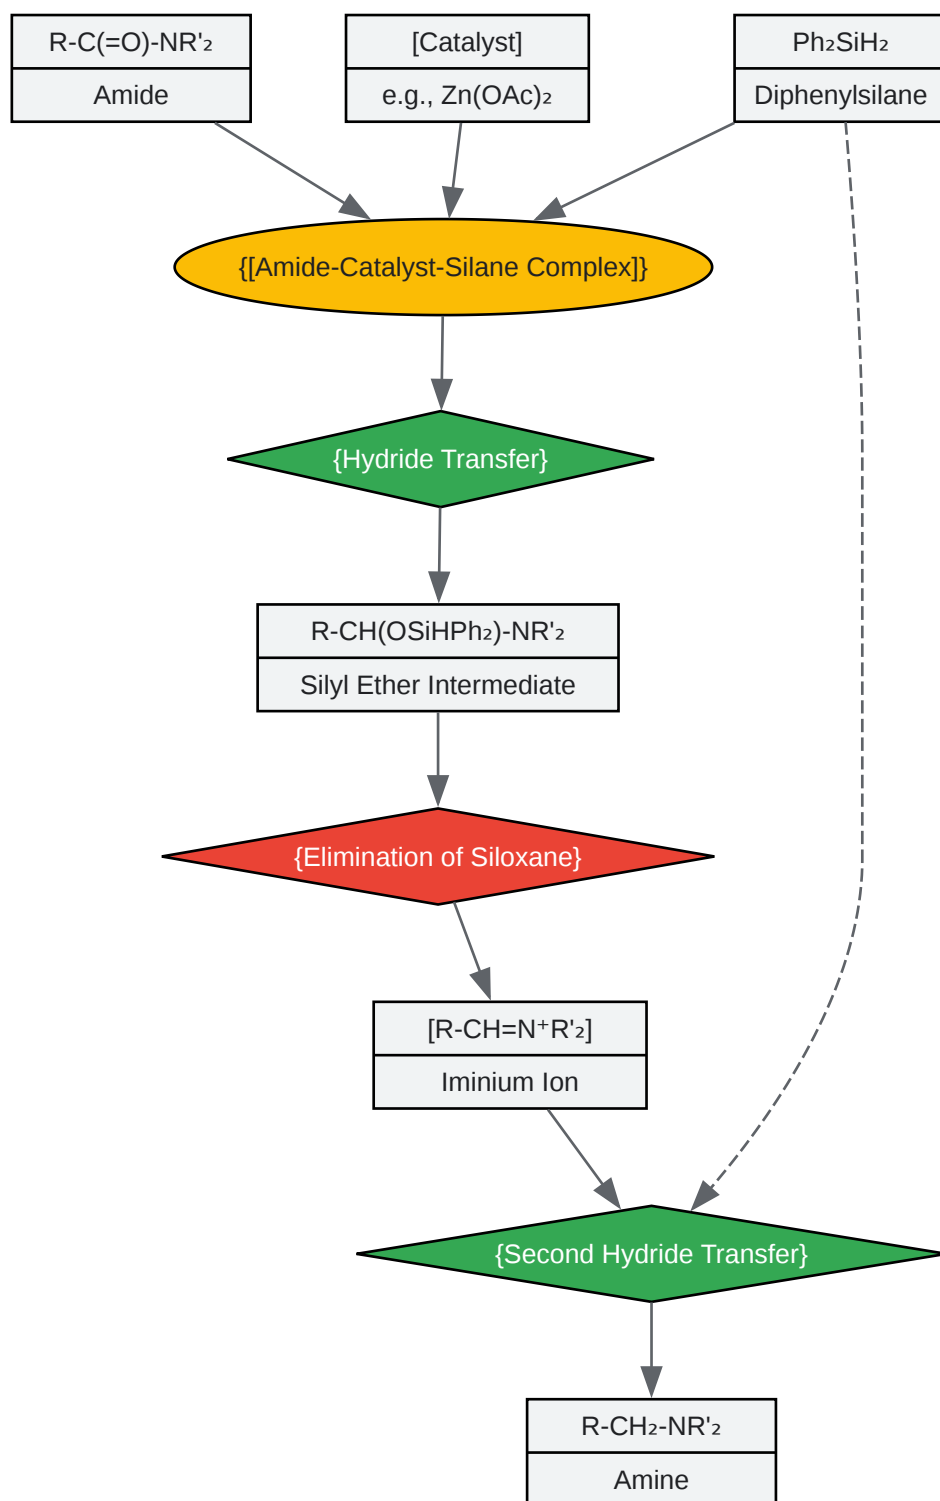 R-C(=O)-NR'₂
Amide
[Catalyst]
e.g., Zn(OAc)₂
Ph₂SiH₂
Diphenylsilane
{[Amide-Catalyst-Silane Complex]}
{Hydride Transfer}
R-CH(OSiHPh₂)-NR'₂
Silyl Ether Intermediate
{Elimination of Siloxane}
[R-CH=N⁺R'₂]
Iminium Ion
{Second Hydride Transfer}
R-CH₂-NR'₂
Amine